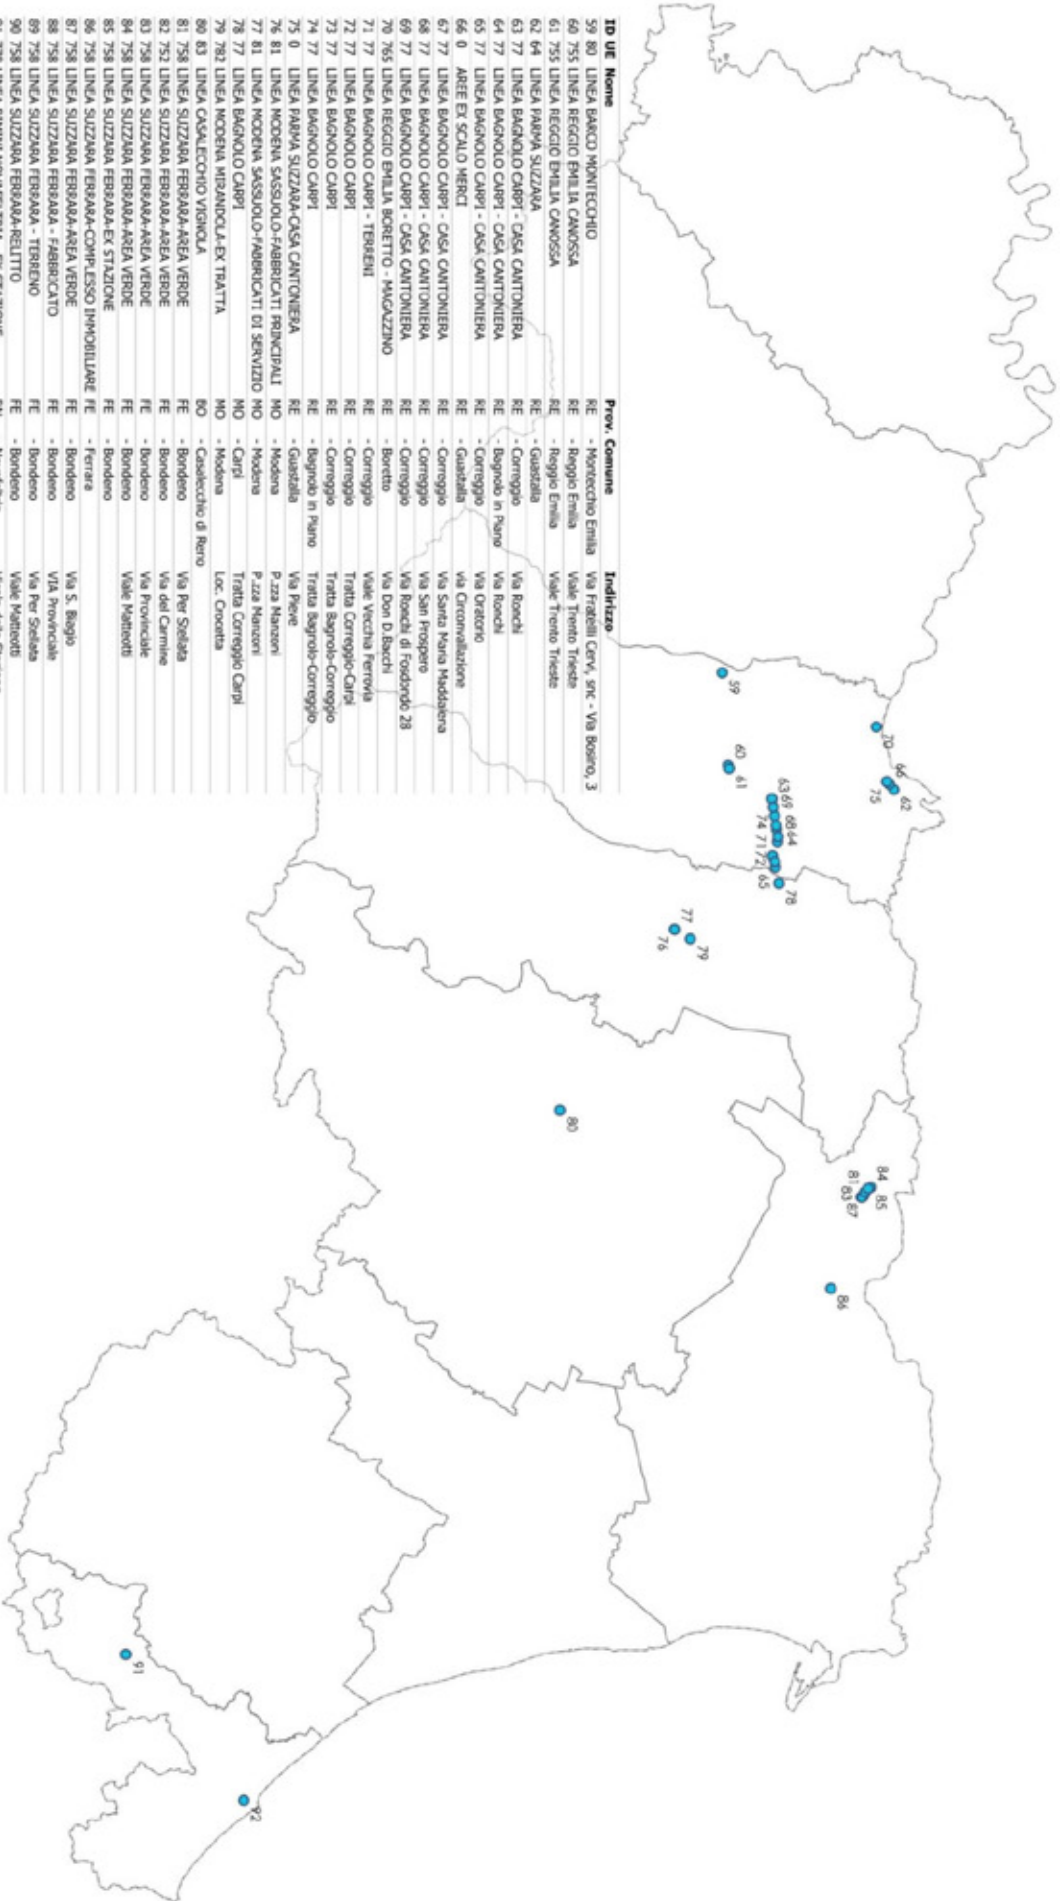 ID UE Nome Prov. Comune Indirizzo
59 80 LINEA BARCO MONTECCHIO RE - Montecchio Emilia Via Fratelli Cervi, snc - Via Bosino, 3
60 755 LINEA REGGIO EMILIA CANOSSA RE - Reggio Emilia Viale Trento Trieste
61 755 LINEA REGGIO EMILIA CANOSSA RE - Reggio Emilia Viale Trento Trieste
62 64 LINEA PARMA SUZZARA RE - Guastalla
63 77 LINEA BAGNOLO CARPI - CASA CANTONIERA RE - Correggio Via Ronchi
64 77 LINEA BAGNOLO CARPI - CASA CANTONIERA RE - Bagnolo in Piano Via Ronchi
65 77 LINEA BAGNOLO CARPI - CASA CANTONIERA RE - Correggio Via Oratorio
66 0 AREE EX SCALO MERCI RE - Guastalla via Circonvallazione
67 77 LINEA BAGNOLO CARPI - CASA CANTONIERA RE - Correggio Via Santa Maria Maddalena
68 77 LINEA BAGNOLO CARPI - CASA CANTONIERA RE - Correggio Via San Prospero
69 77 LINEA BAGNOLO CARPI - CASA CANTONIERA RE - Correggio Via Ronchi di Fosdondo 28
70 765 LINEA REGGIO EMILIA BORETTO - MAGAZZINO RE - Boretto Via Don D.Bacchi
71 77 LINEA BAGNOLO CARPI - TERRENI RE - Correggio Viale Vecchia Ferrovia
72 77 LINEA BAGNOLO CARPI RE - Correggio Tratta Correggio-Carpi
73 77 LINEA BAGNOLO CARPI RE - Correggio Tratta Bagnolo-Correggio
74 77 LINEA BAGNOLO CARPI RE - Bagnolo in Piano Tratta Bagnolo-Correggio
75 0 LINEA PARMA SUZZARA-CASA CANTONIERA RE - Guastalla Via Pieve
76 81 LINEA MODENA SASSUOLO-FABBRICATI PRINCIPALI MO - Modena P.zza Manzoni
77 81 LINEA MODENA SASSUOLO-FABBRICATI DI SERVIZIO MO - Modena P.zza Manzoni
78 77 LINEA BAGNOLO CARPI MO - Carpi Tratta Correggio Carpi
79 782 LINEA MODENA MIRANDOLA-EX TRATTA MO - Modena Loc. Crocetta
80 83 LINEA CASALECCHIO VIGNOLA BO - Casalecchio di Reno
81 758 LINEA SUZZARA FERRARA-AREA VERDE FE - Bondeno Via Per Stellata
82 752 LINEA SUZZARA FERRARA-AREA VERDE FE - Bondeno Via del Carmine
83 758 LINEA SUZZARA FERRARA-AREA VERDE FE - Bondeno Via Provinciale
84 758 LINEA SUZZARA FERRARA-AREA VERDE FE - Bondeno Viale Matteotti
85 758 LINEA SUZZARA FERRARA-EX STAZIONE FE - Bondeno
86 758 LINEA SUZZARA FERRARA-COMPLESSO IMMOBILIARE FE - Ferrara
87 758 LINEA SUZZARA FERRARA-AREA VERDE FE - Bondeno Via S. Biagio
88 758 LINEA SUZZARA FERRARA - FABBRICATO FE - Bondeno VIA Provinciale
89 758 LINEA SUZZARA FERRARA - TERRENO FE - Bondeno Via Per Stellata
90 758 LINEA SUZZARA FERRARA-RELITTO FE - Bondeno Viale Matteotti
70
66
62
75
59
60
61
63 69 68 64
74 71 72
65
78
77
79
76
80
84
85
81
83 87
86
91
92